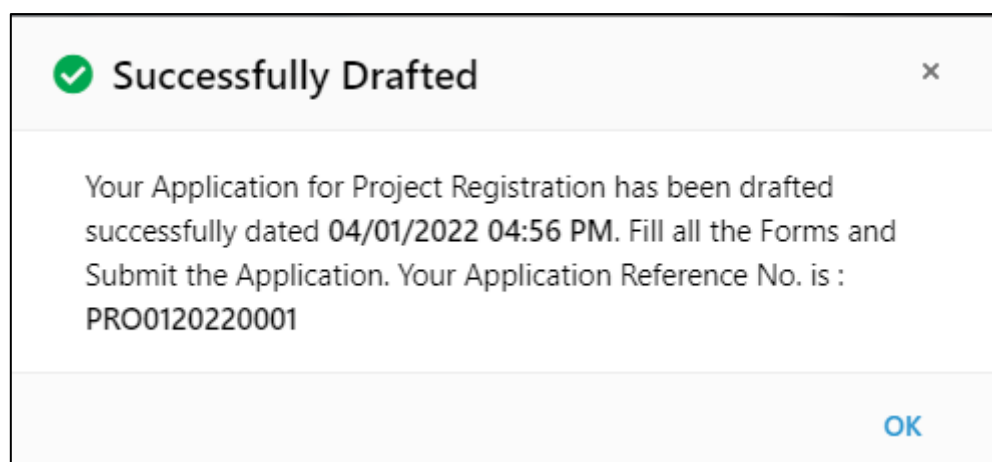 Successfully Drafted
×
Your Application for Project Registration has been drafted
successfully dated 04/01/2022 04:56 PM. Fill all the Forms and
Submit the Application. Your Application Reference No. is :
PRO0120220001
OK